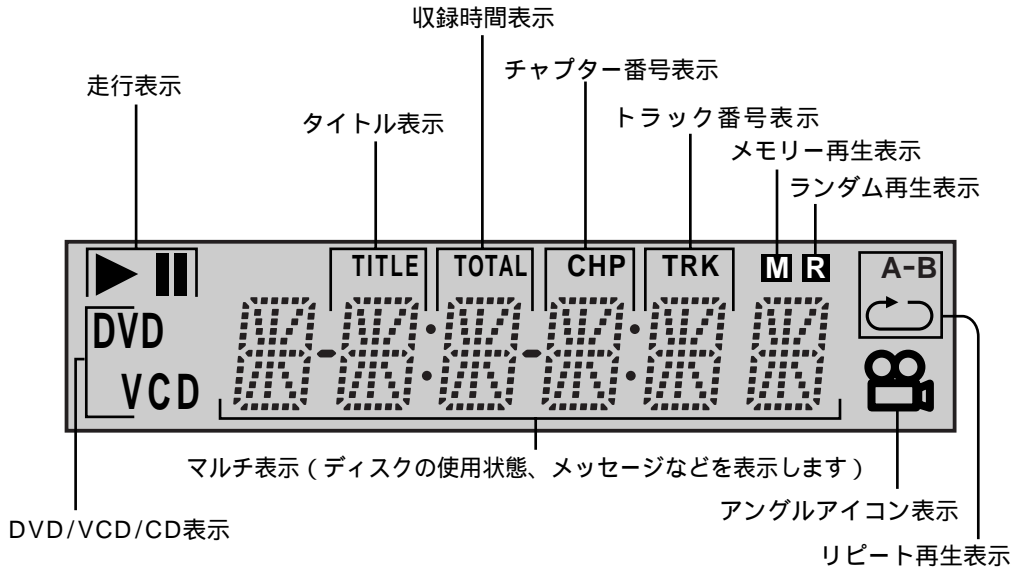 収録時間表示
チャプター番号表示
走行表示
タイトル表示
トラック番号表示
メモリー再生表示
ランダム再生表示
TITLE TOTAL CHP TRK M R A-B
DVD
VCD
マルチ表示（ディスクの使用状態、メッセージなどを表示します）
アングルアイコン表示
DVD/VCD/CD表示
リピート再生表示